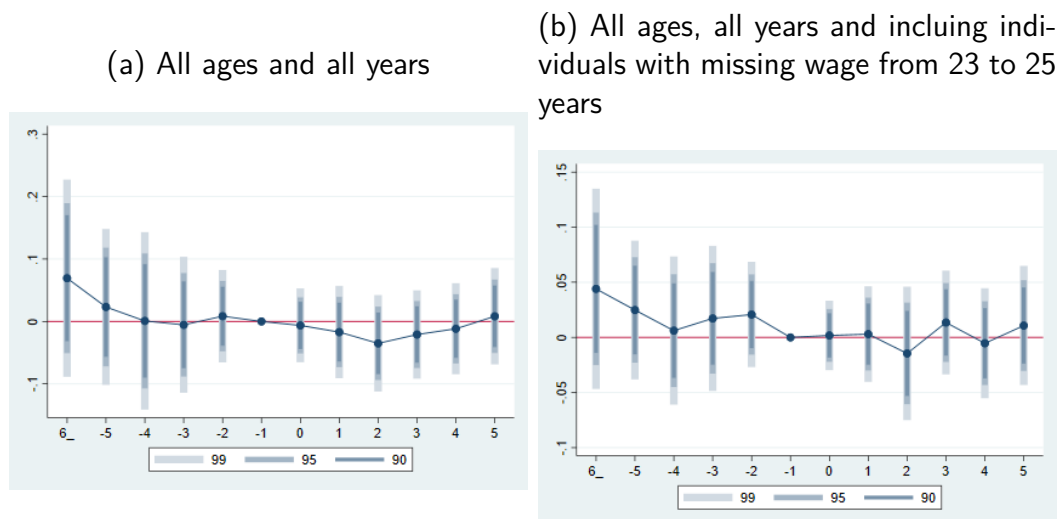 (a) All ages and all years
.3
.2
.1
0
-.1
6_ -5 -4 -3 -2 -1 0 1 2 3 4 5
99 95 90
(b) All ages, all years and incluing indi-
viduals with missing wage from 23 to 25
years
.15
.1
.05
0
-.05
-.1
6_ -5 -4 -3 -2 -1 0 1 2 3 4 5
99 95 90